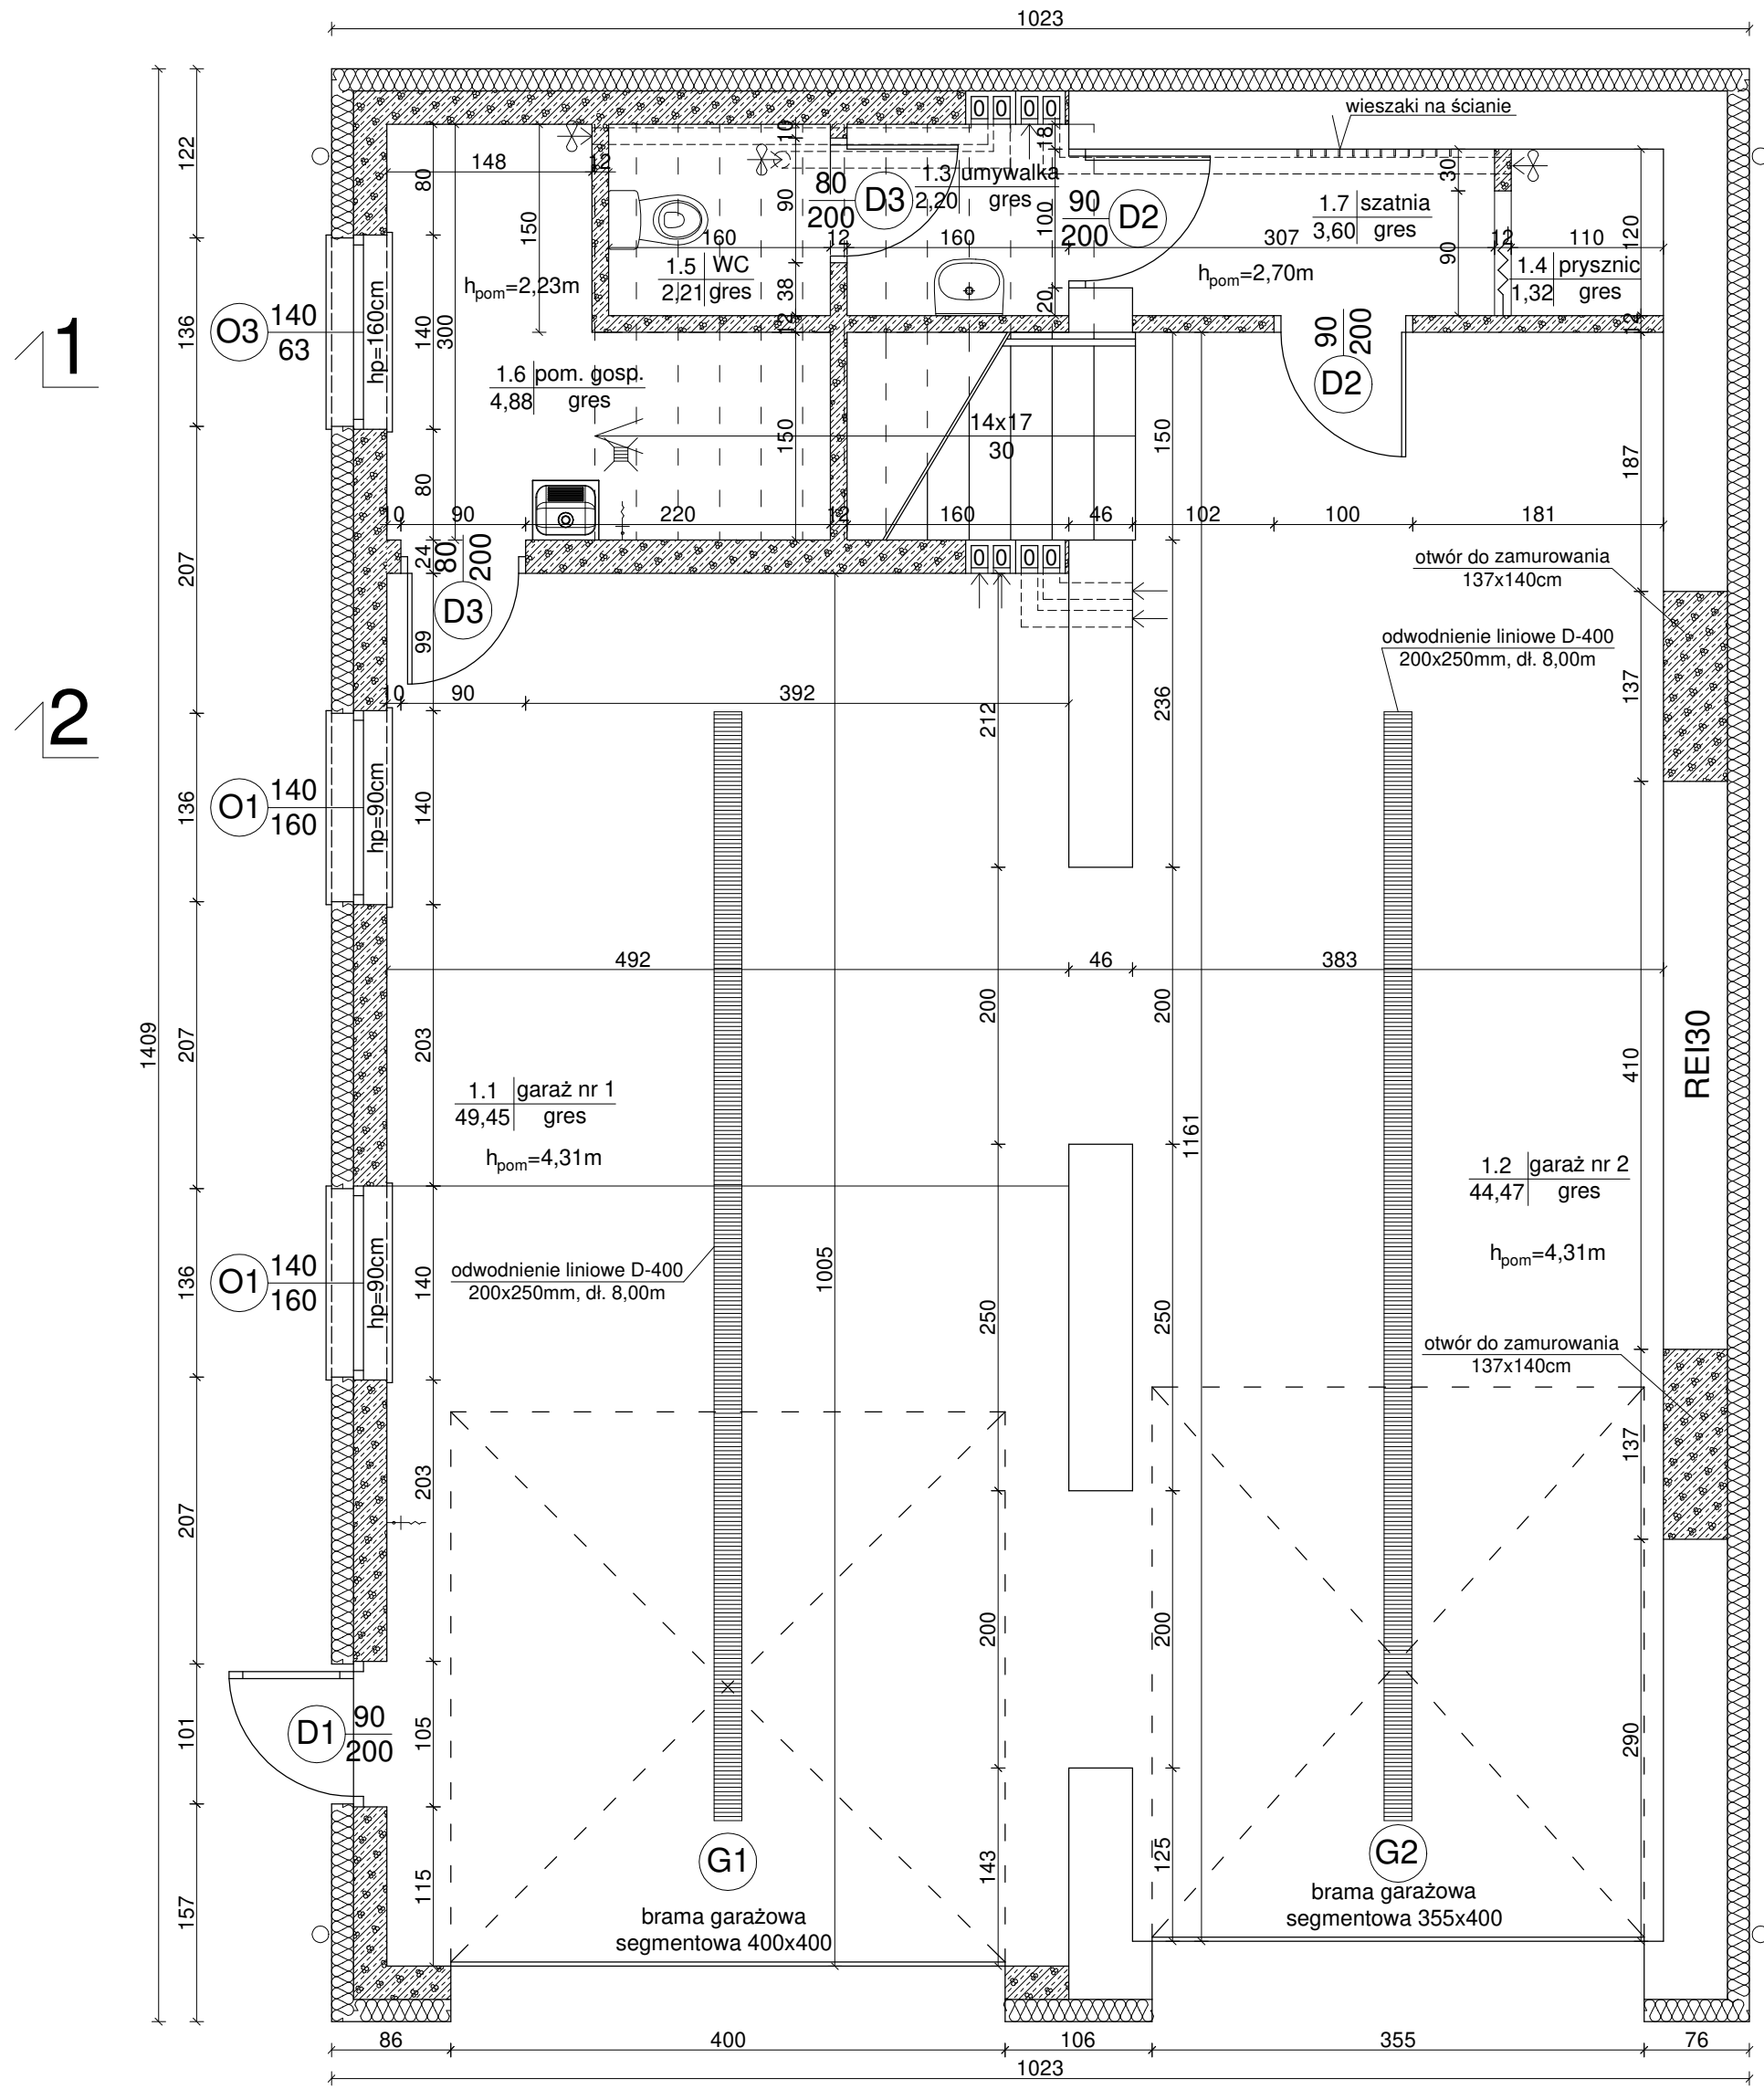 1023
wieszaki na ścianie
122
148
12
10
18
80
150
90
80
200
D3
1.3 umywalka
2,20 gres
100
90
200
D2
1.7 szatnia
3,60 gres
30
90
120
160
12
160
307
12
110
1.5 WC
2,21 gres
38
12
20
h_pom=2,23m
h_pom=2,70m
1.4 prysznic
1,32 gres
12
1
136
O3
140
63
hp=160cm
140
300
90
200
D2
1.6 pom. gosp.
4,88 gres
150
14x17
30
150
187
80
10
90
220
12
160
46
102
100
181
207
24
80
200
D3
otwór do zamurowania
137x140cm
99
odwodnienie liniowe D-400
200x250mm, dł. 8,00m
137
2
10
90
392
212
236
136
O1
140
160
hp=90cm
140
492
46
383
1409
207
203
200
200
410
REI30
1.1 garaż nr 1
49,45 gres
h_pom=4,31m
1161
1.2 garaż nr 2
44,47 gres
h_pom=4,31m
136
O1
140
160
hp=90cm
140
odwodnienie liniowe D-400
200x250mm, dł. 8,00m
1005
250
250
otwór do zamurowania
137x140cm
137
207
203
200
200
101
D1
90
200
105
290
157
115
G1
brama garażowa
segmentowa 400x400
143
125
G2
brama garażowa
segmentowa 355x400
86
400
106
355
76
1023